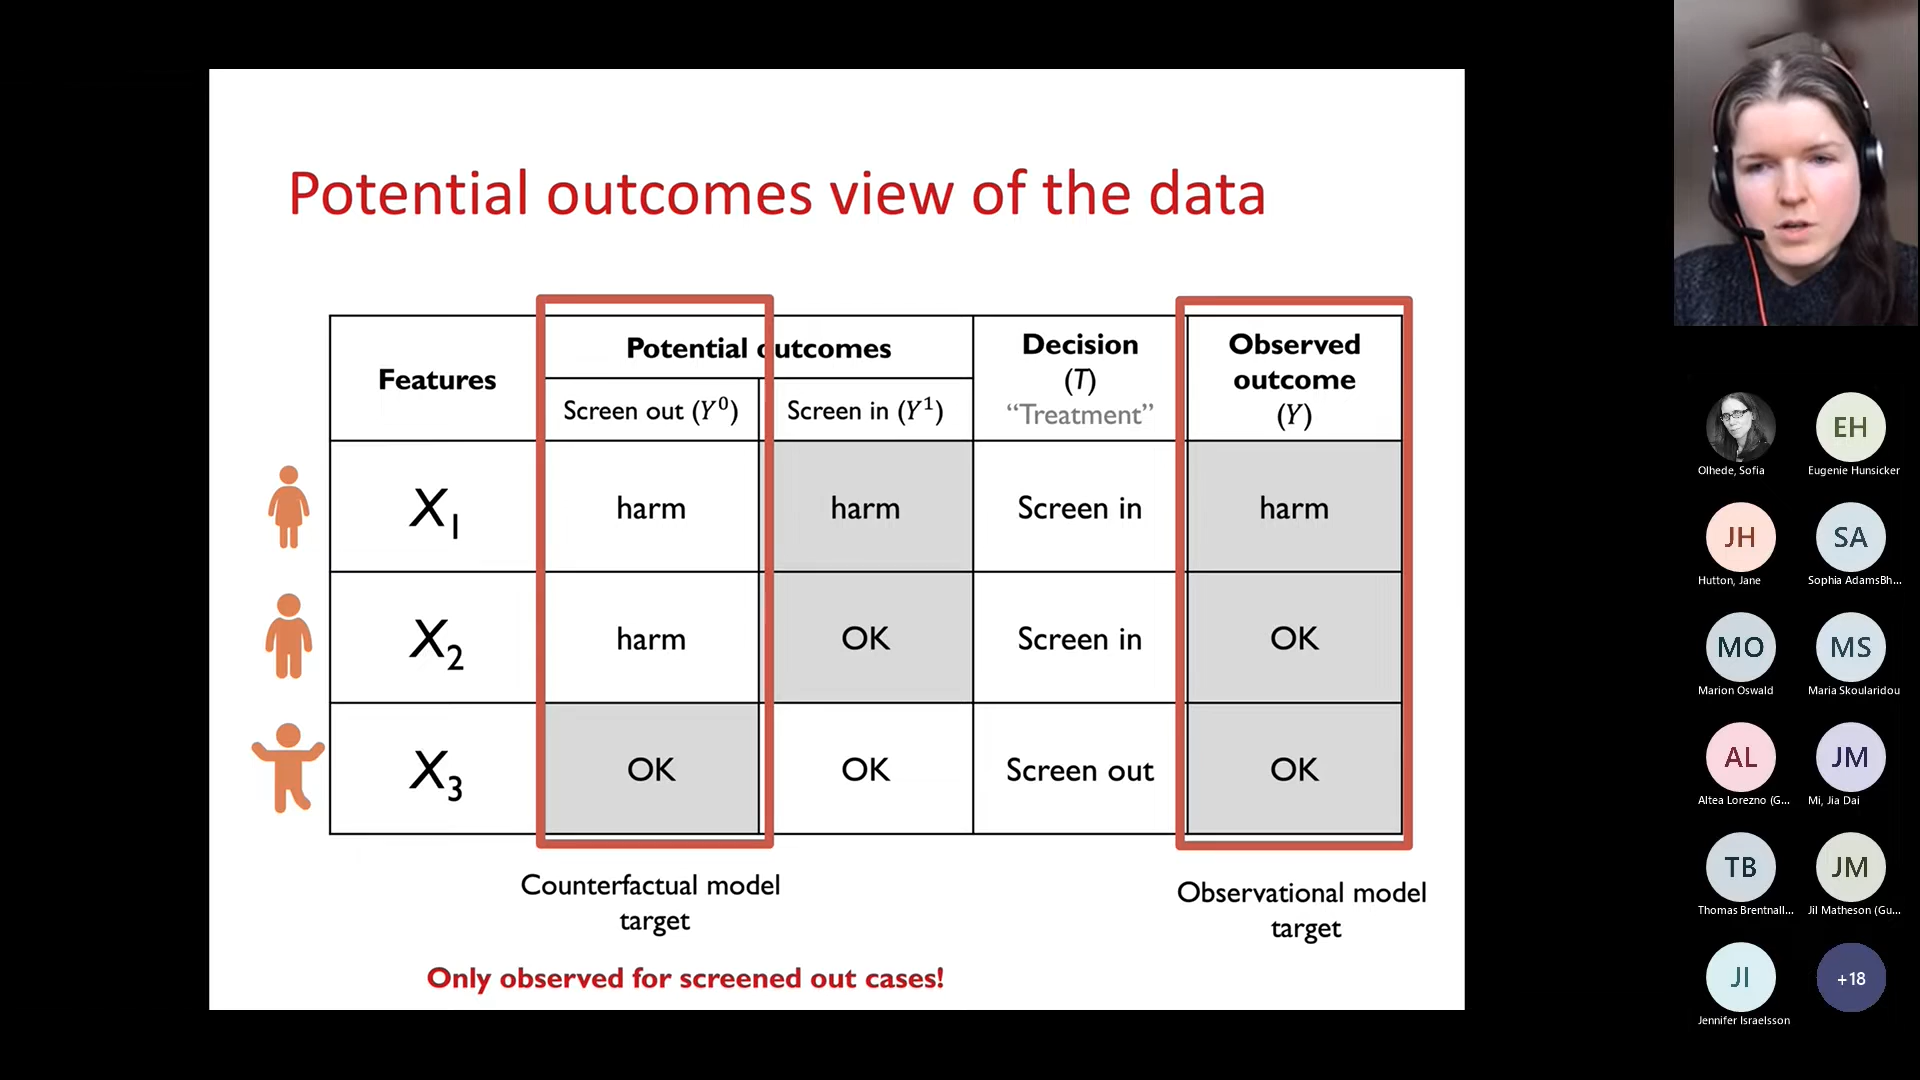 Potential outcomes view of the data
Features
Potential outcomes
Screen out (Y⁰)
Screen in (Y¹)
Decision
(T)
“Treatment”
Observed
outcome
(Y)
X₁
harm
harm
Screen in
harm
X₂
harm
OK
Screen in
OK
X₃
OK
OK
Screen out
OK
Counterfactual model
target
Observational model
target
Only observed for screened out cases!
Olhede, Sofia
EH
Eugenie Hunsicker
JH
Hutton, Jane
SA
Sophia AdamsBh...
MO
Marion Oswald
MS
Maria Skoularidou
AL
Altea Lorezno (G...
JM
Mi, Jia Dai
TB
Thomas Brentnall...
JM
Jil Matheson (Gu...
JI
Jennifer Israelsson
+18